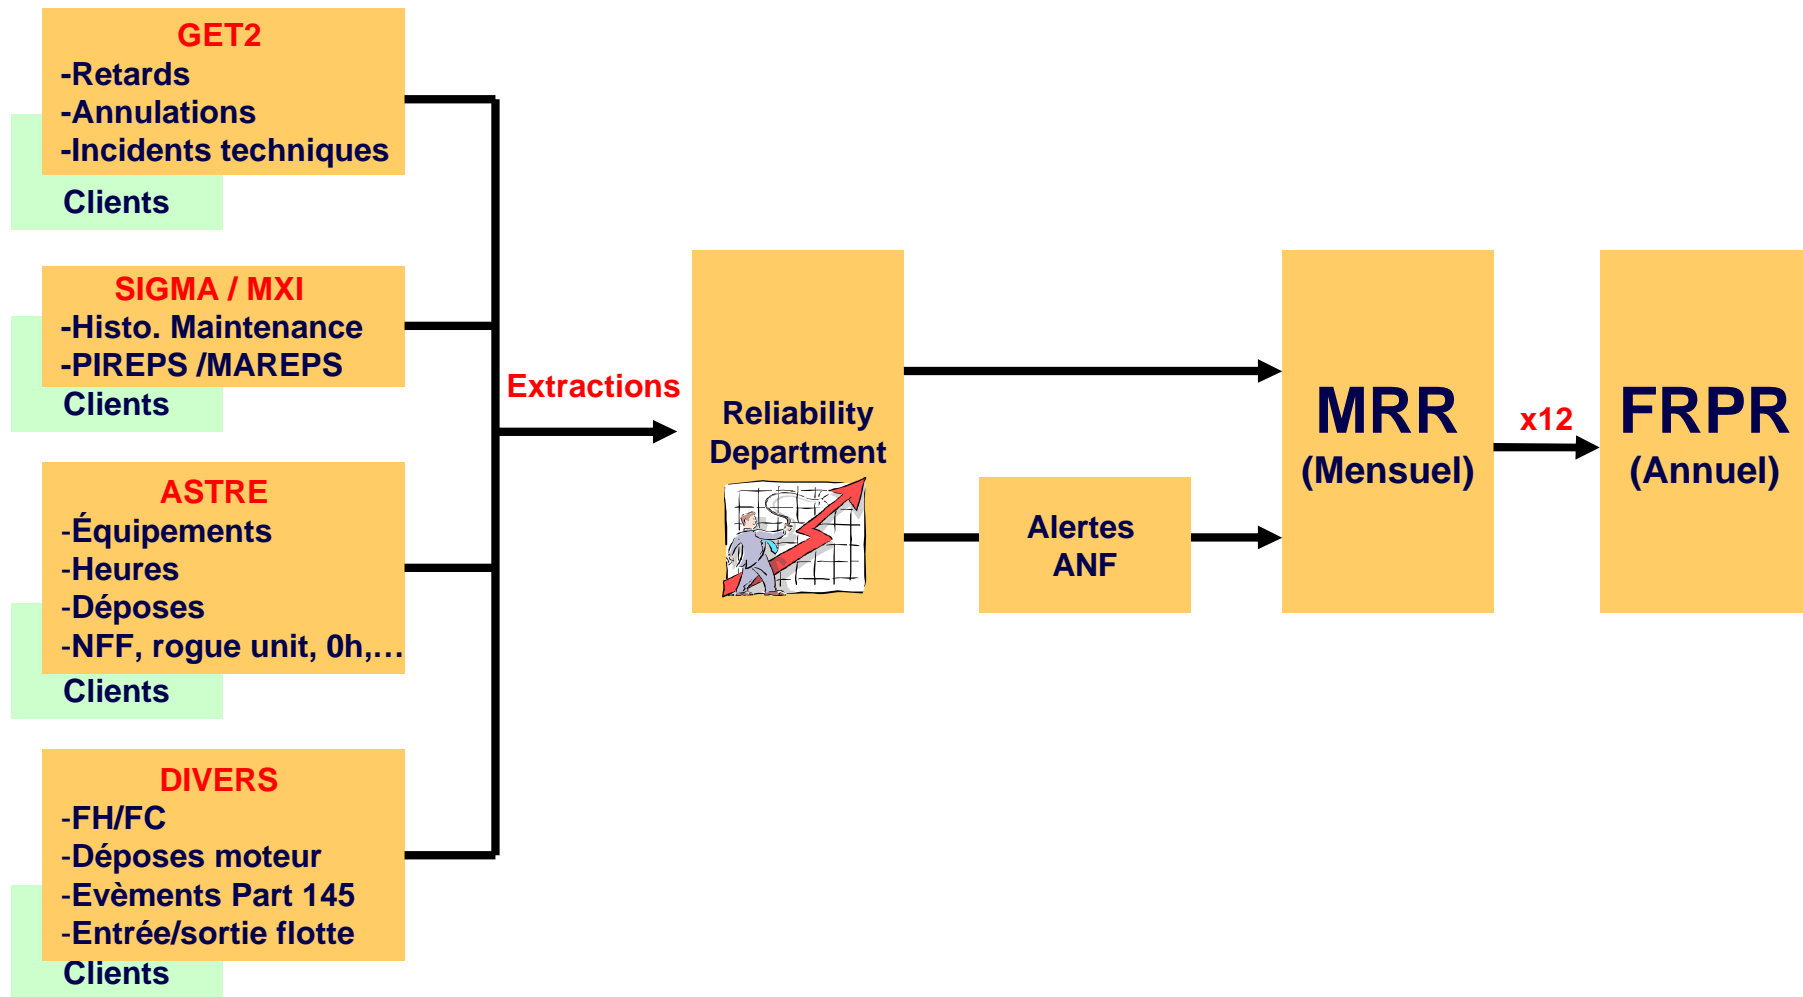 GET2
-Retards
-Annulations
-Incidents techniques
Clients
SIGMA / MXI
-Histo. Maintenance
-PIREPS /MAREPS
Clients
ASTRE
-Équipements
-Heures
-Déposes
-NFF, rogue unit, 0h,…
Clients
DIVERS
-FH/FC
-Déposes moteur
-Evèments Part 145
-Entrée/sortie flotte
Clients
Extractions
Reliability
Department
Alertes
ANF
MRR
(Mensuel)
x12
FRPR
(Annuel)